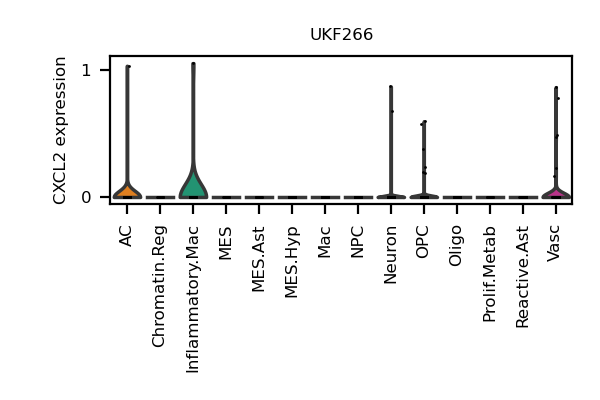 UKF266
CXCL2 expression
1
0
AC
Chromatin.Reg
Inflammatory.Mac
MES
MES.Ast
MES.Hyp
Mac
NPC
Neuron
OPC
Oligo
Prolif.Metab
Reactive.Ast
Vasc